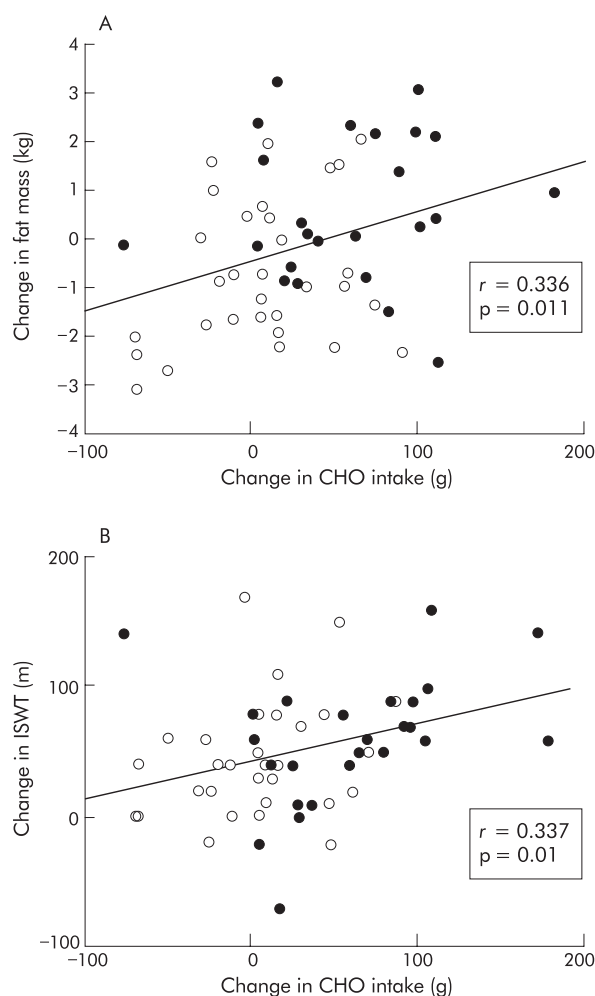 A
4
3
2
1
0
−1
−2
−3
−4
Change in fat mass (kg)
r = 0.336
p = 0.011
−100 0 100 200
Change in CHO intake (g)
B
200
100
0
−100
Change in ISWT (m)
r = 0.337
p = 0.01
−100 0 100 200
Change in CHO intake (g)